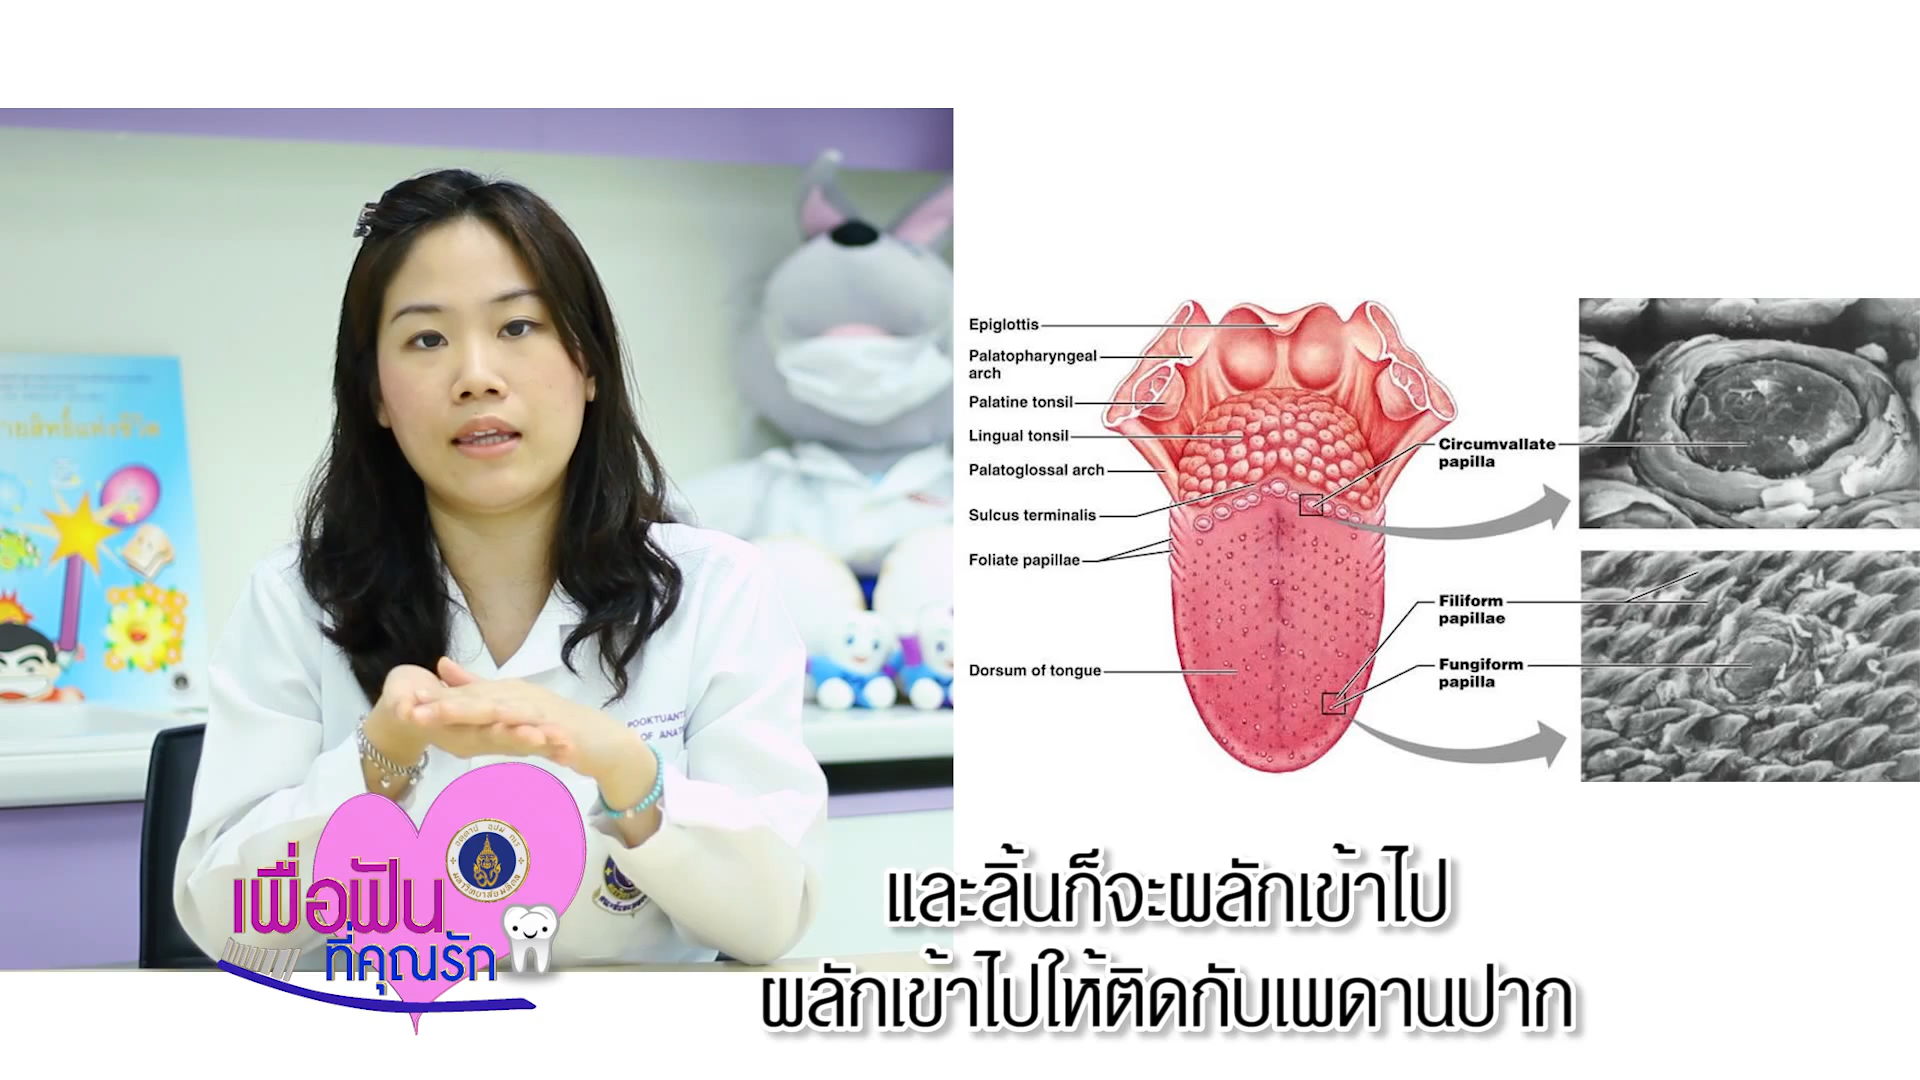 Epiglottis
Palatopharyngeal
arch
Palatine tonsil
Lingual tonsil
Palatoglossal arch
Sulcus terminalis
Foliate papillae
Dorsum of tongue
Circumvallate
papilla
Filiform
papillae
Fungiform
papilla
POOKTUANT
OF ANAT
เพื่อฟัน
ที่คุณรัก
และลิ้นก็จะผลักเข้าไป
ผลักเข้าไปให้ติดกับเพดานปาก